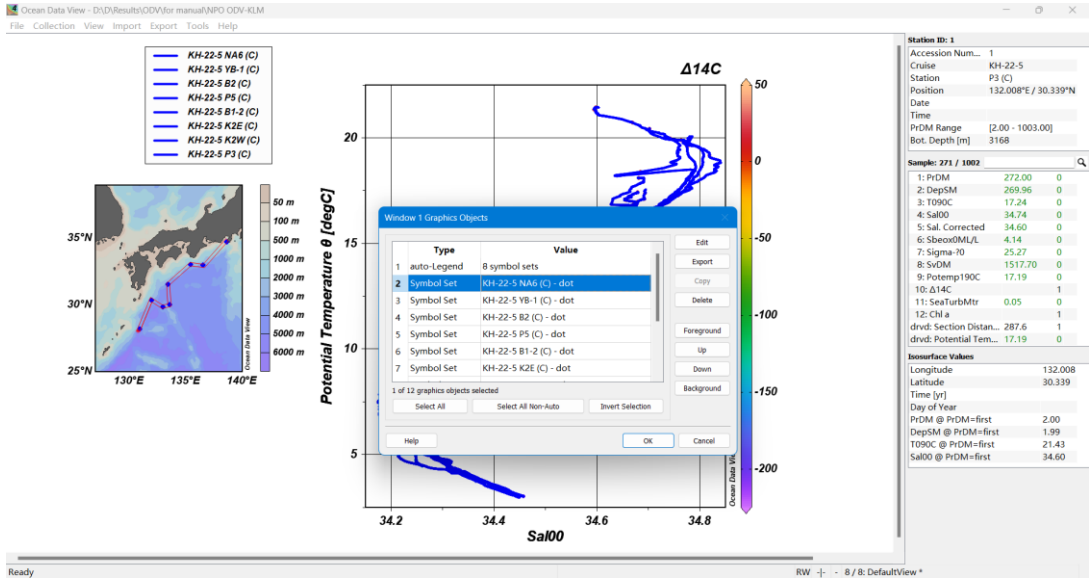 Ocean Data View - D:\D\Results\ODV\for manual\NPO ODV-KLM
File Collection View Import Export Tools Help
KH-22-5 NA6 (C)
KH-22-5 YB-1 (C)
KH-22-5 B2 (C)
KH-22-5 P5 (C)
KH-22-5 B1-2 (C)
KH-22-5 K2E (C)
KH-22-5 K2W (C)
KH-22-5 P3 (C)
35°N
30°N
25°N
130°E 135°E 140°E
50 m
100 m
500 m
1000 m
2000 m
3000 m
4000 m
5000 m
6000 m
Ocean Data View
Δ14C
Potential Temperature θ [degC]
20
15
10
5
34.2 34.4 34.6 34.8
Sal00
50
0
-50
-100
-150
-200
Ocean Data View
Window 1 Graphics Objects
Type Value
1 auto-Legend 8 symbol sets
2 Symbol Set KH-22-5 NA6 (C) - dot
3 Symbol Set KH-22-5 YB-1 (C) - dot
4 Symbol Set KH-22-5 B2 (C) - dot
5 Symbol Set KH-22-5 P5 (C) - dot
6 Symbol Set KH-22-5 B1-2 (C) - dot
7 Symbol Set KH-22-5 K2E (C) - dot
1 of 12 graphics objects selected
Select All Select All Non-Auto Invert Selection
Edit
Export
Copy
Delete
Foreground
Up
Down
Background
Help OK Cancel
Station ID: 1
Accession Num... 1
Cruise KH-22-5
Station P3 (C)
Position 132.008°E / 30.339°N
Date
Time
PrDM Range [2.00 - 1003.00]
Bot. Depth [m] 3168
Sample: 271 / 1002
1: PrDM 272.00 0
2: DepSM 269.96 0
3: T090C 17.24 0
4: Sal00 34.74 0
5: Sal. Corrected 34.60 0
6: Sbeox0ML/L 4.14 0
7: Sigma-?0 25.27 0
8: SvDM 1517.70 0
9: Potemp190C 17.19 0
10: Δ14C 1
11: SeaTurbMtr 0.05 0
12: Chl a 1
drvd: Section Distan... 287.6 1
drvd: Potential Tem... 17.19 0
Isosurface Values
Longitude 132.008
Latitude 30.339
Time [yr]
Day of Year
PrDM @ PrDM=first 2.00
DepSM @ PrDM=first 1.99
T090C @ PrDM=first 21.43
Sal00 @ PrDM=first 34.60
Ready
RW -|- - 8 / 8: DefaultView *